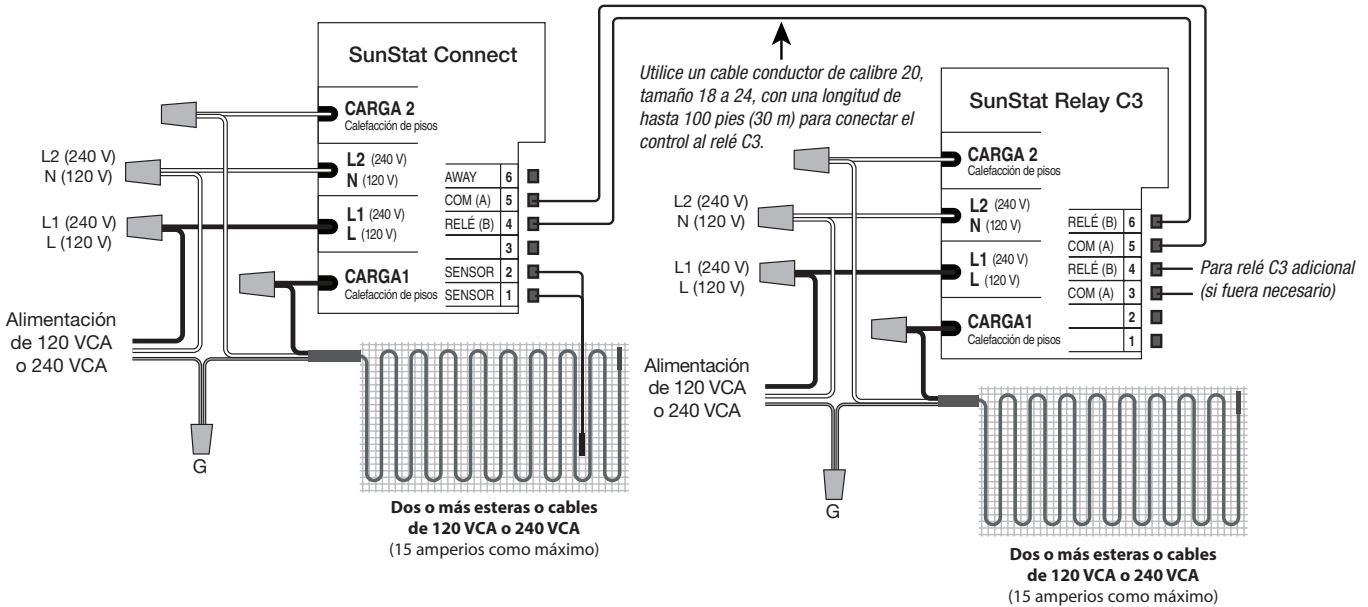 SunStat Connect
CARGA 2
Calefacción de pisos
L2 (240 V)
N (120 V)
L2 (240 V)
N (120 V)
L1 (240 V)
L (120 V)
L1 (240 V)
L (120 V)
CARGA1
Calefacción de pisos
AWAY 6
COM (A) 5
RELÉ (B) 4
3
SENSOR 2
SENSOR 1
Alimentación
de 120 VCA
o 240 VCA
G
Dos o más esteras o cables
de 120 VCA o 240 VCA
(15 amperios como máximo)
Utilice un cable conductor de calibre 20,
tamaño 18 a 24, con una longitud de
hasta 100 pies (30 m) para conectar el
control al relé C3.
SunStat Relay C3
CARGA 2
Calefacción de pisos
L2 (240 V)
N (120 V)
L2 (240 V)
N (120 V)
L1 (240 V)
L (120 V)
L1 (240 V)
L (120 V)
CARGA1
Calefacción de pisos
RELÉ (B) 6
COM (A) 5
RELÉ (B) 4
COM (A) 3
2
1
Para relé C3 adicional
(si fuera necesario)
Alimentación
de 120 VCA
o 240 VCA
G
Dos o más esteras o cables
de 120 VCA o 240 VCA
(15 amperios como máximo)